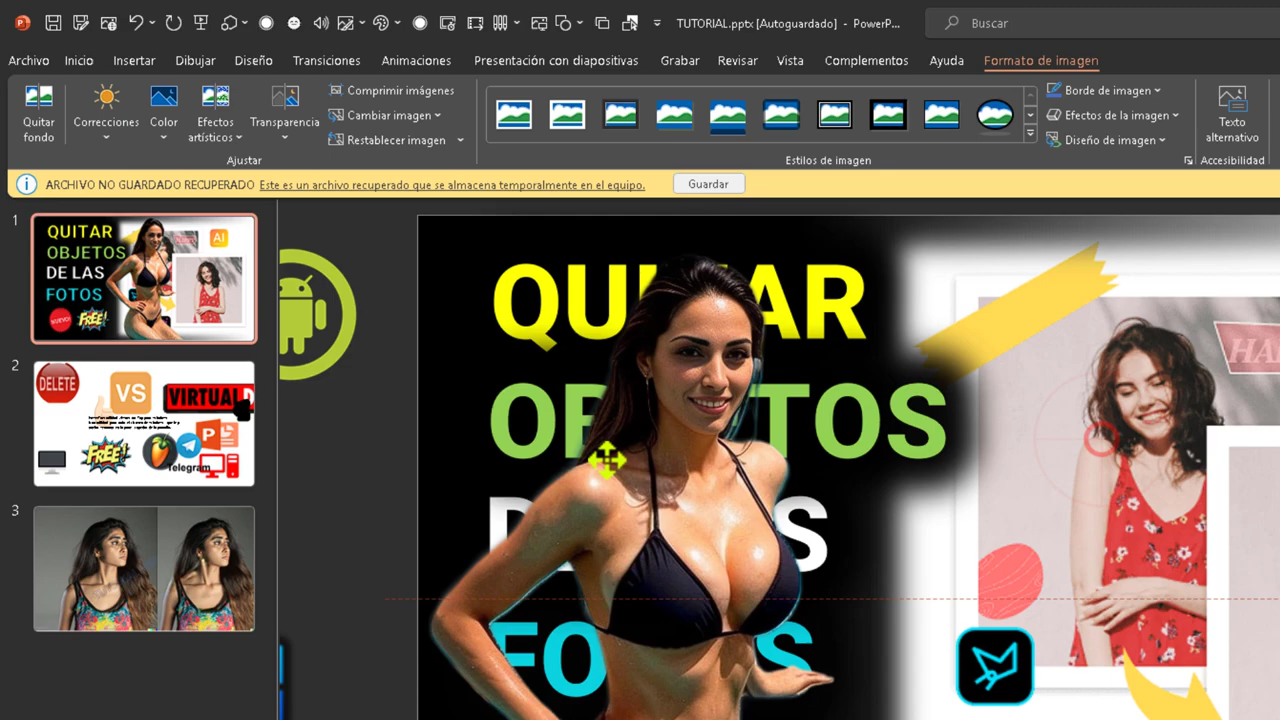 TUTORIAL.pptx [Autoguardado] - PowerP...
Buscar
Archivo Inicio Insertar Dibujar Diseño Transiciones Animaciones Presentación con diapositivas Grabar Revisar Vista Complementos Ayuda Formato de imagen
Quitar fondo
Correcciones
Color
Efectos artísticos
Transparencia
Comprimir imágenes
Cambiar imagen
Restablecer imagen
Ajustar
Estilos de imagen
Borde de imagen
Efectos de la imagen
Diseño de imagen
Texto alternativo
Accesibilidad
ARCHIVO NO GUARDADO RECUPERADO Este es un archivo recuperado que se almacena temporalmente en el equipo.
Guardar
1
QUITAR
OBJETOS
DE LAS
FOTOS
AI
NUEVO!
FREE!
2
DELETE
VS
VIRTUAL
FREE!
P
Telegram
3
QU AR
OB TOS
D S
FO S
HA